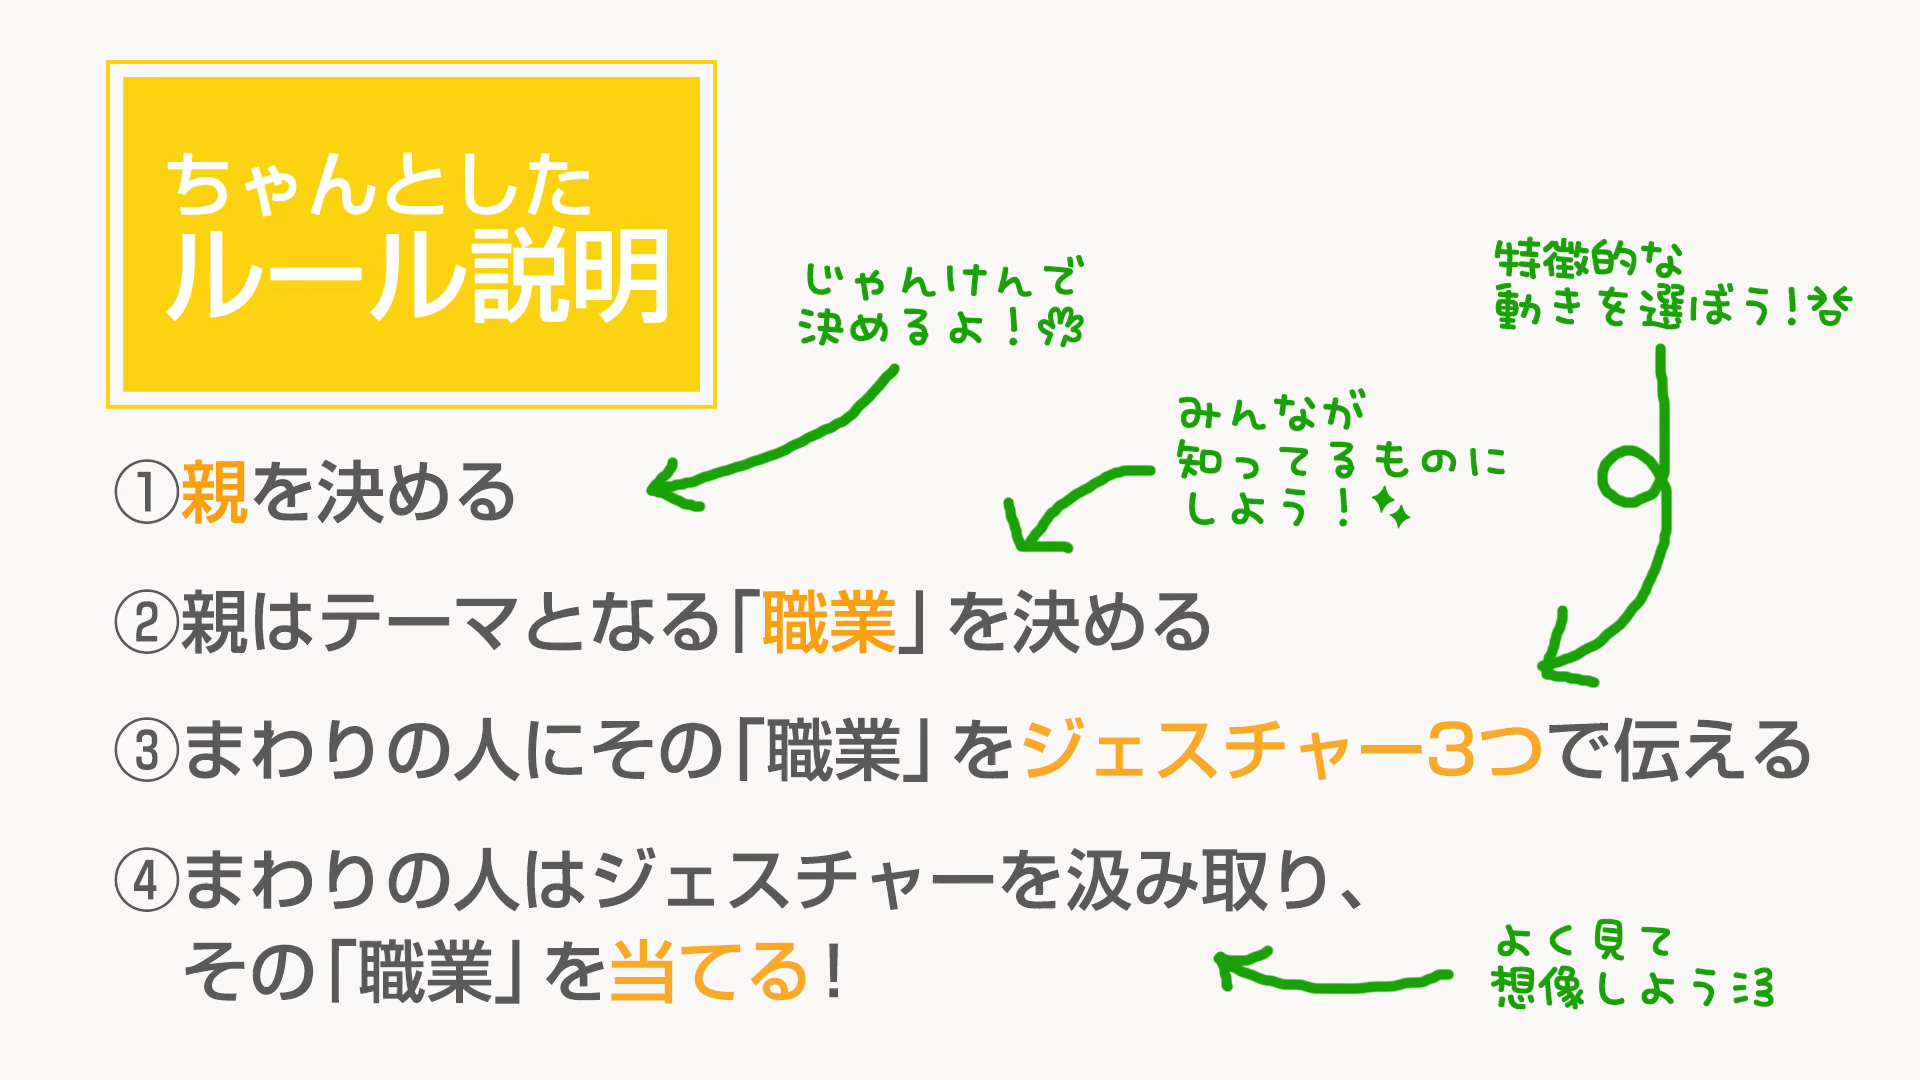 ちゃんとした
ルール説明
じゃんけんで
決めるよ！
特徴的な
動きを選ぼう！
みんなが
知ってるものに
しよう！
①親を決める
②親はテーマとなる「職業」を決める
③まわりの人にその「職業」をジェスチャー3つで伝える
④まわりの人はジェスチャーを汲み取り、
その「職業」を当てる！
よく見て
想像しよう